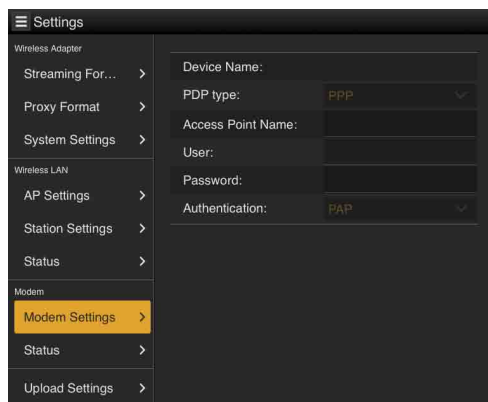 Settings
Wireless Adapter
Streaming For...
Proxy Format
System Settings
Wireless LAN
AP Settings
Station Settings
Status
Modem
Modem Settings
Status
Upload Settings
Device Name:
PDP type: PPP
Access Point Name:
User:
Password:
Authentication: PAP